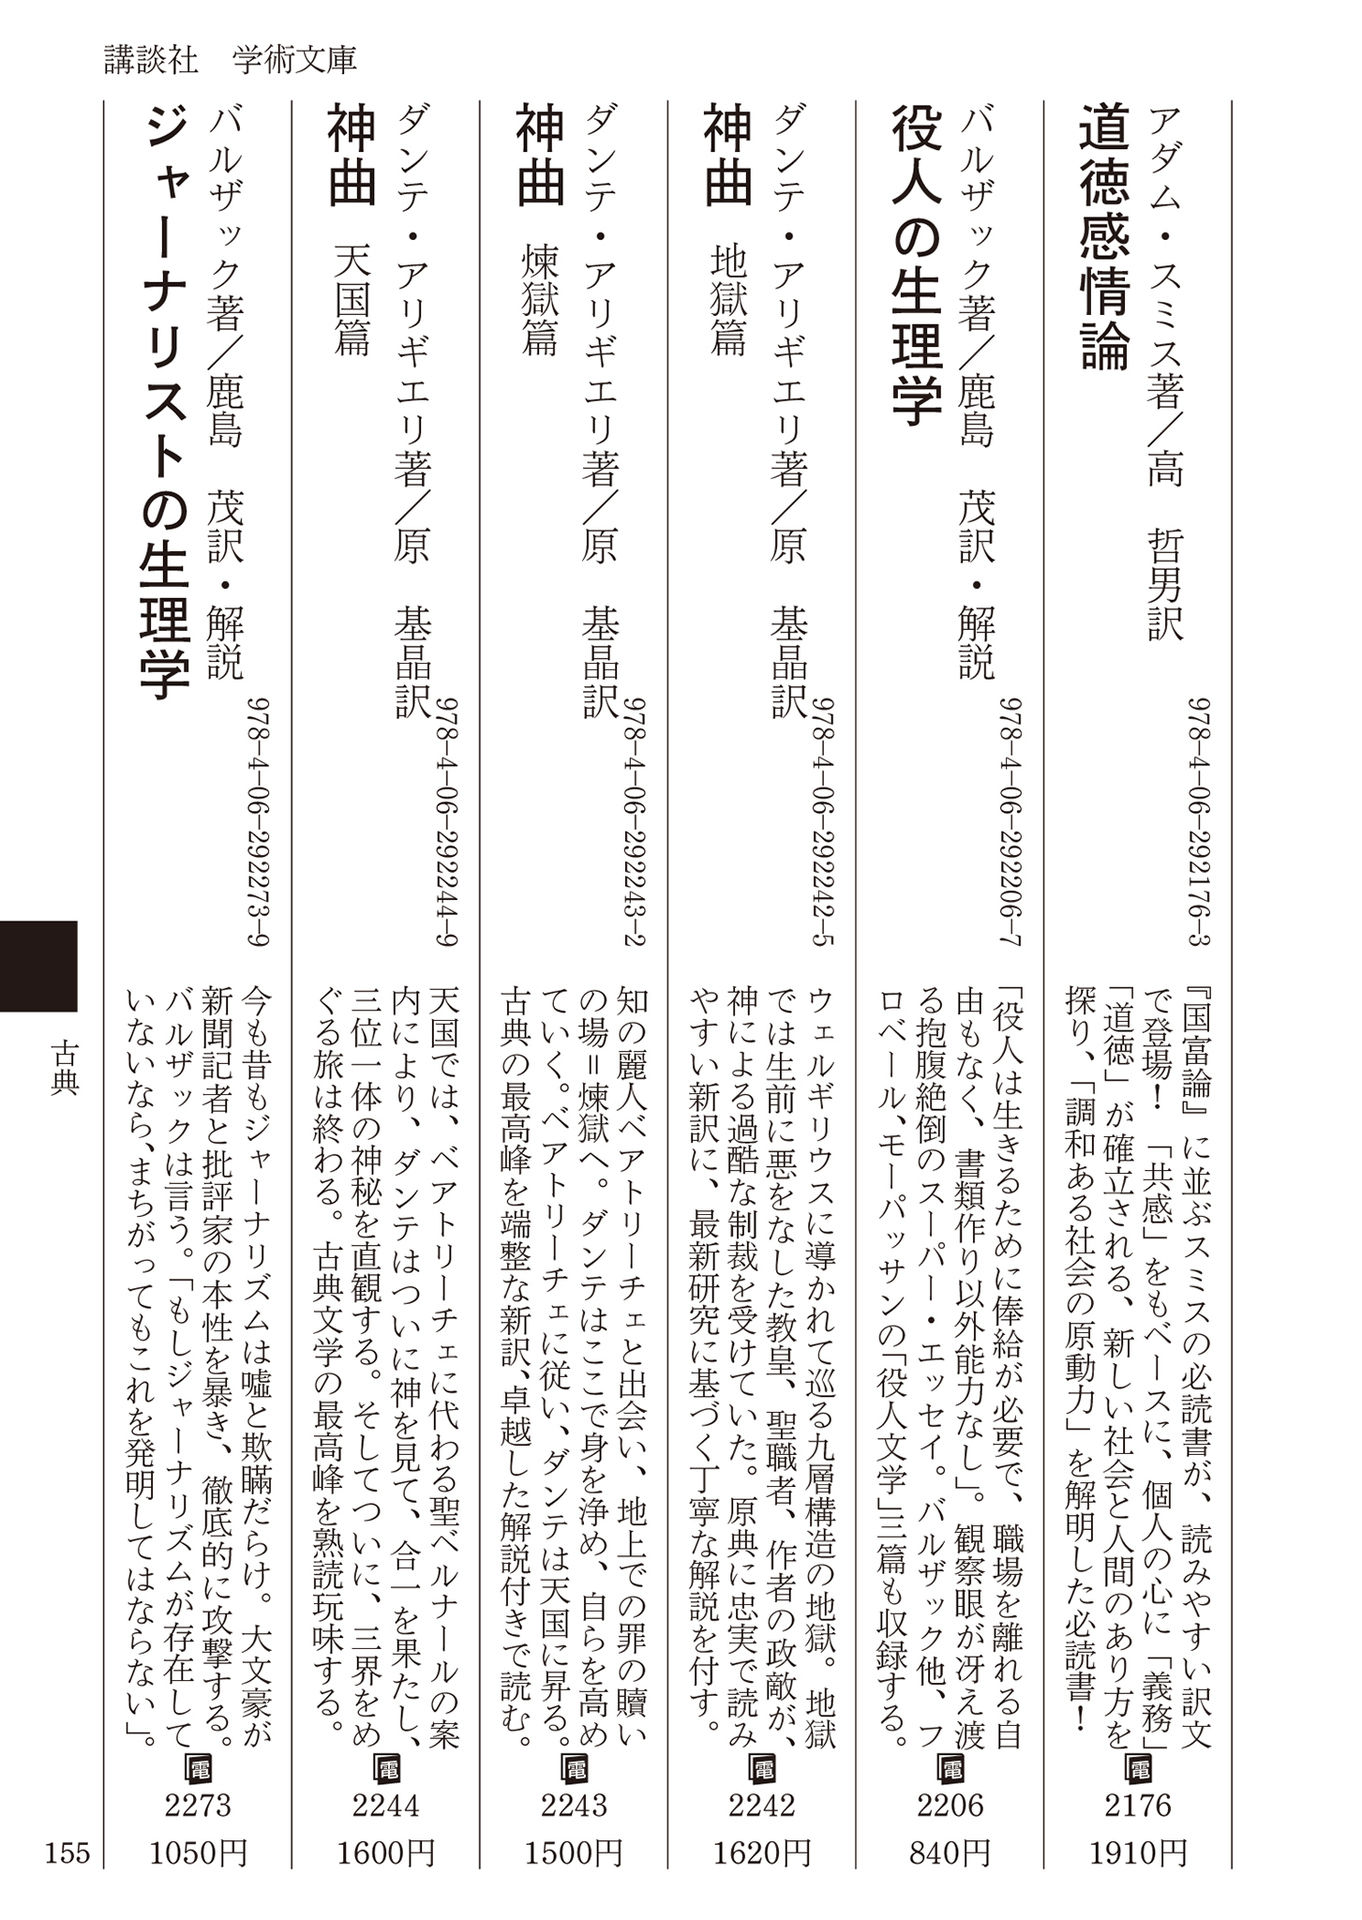 講談社　学術文庫
アダム・スミス著／高　哲男訳
道徳感情論
978-4-06-292176-3
『国富論』に並ぶスミスの必読書が、読みやすい訳文
で登場！　「共感」をもベースに、個人の心に「義務」
「道徳」が確立される、新しい社会と人間のあり方を
探り、「調和ある社会の原動力」を解明した必読書！
電
2176
1910円
バルザック著／鹿島　茂訳・解説
役人の生理学
978-4-06-292206-7
「役人は生きるために俸給が必要で、職場を離れる自
由もなく、書類作り以外能力なし」。観察眼が冴え渡
る抱腹絶倒のスーパー・エッセイ。バルザック他、フ
ロベール、モーパッサンの「役人文学」三篇も収録する。
電
2206
840円
ダンテ・アリギエリ著／原　基晶訳
神曲　地獄篇
978-4-06-292242-5
ウェルギリウスに導かれて巡る九層構造の地獄。地獄
では生前に悪をなした教皇、聖職者、作者の政敵が、
神による過酷な制裁を受けていた。原典に忠実で読み
やすい新訳に、最新研究に基づく丁寧な解説を付す。
電
2242
1620円
ダンテ・アリギエリ著／原　基晶訳
神曲　煉獄篇
978-4-06-292243-2
知の麗人ベアトリーチェと出会い、地上での罪の贖い
の場＝煉獄へ。ダンテはここで身を浄め、自らを高め
ていく。ベアトリーチェに従い、ダンテは天国に昇る。
古典の最高峰を端整な新訳、卓越した解説付きで読む。
電
2243
1500円
ダンテ・アリギエリ著／原　基晶訳
神曲　天国篇
978-4-06-292244-9
天国では、ベアトリーチェに代わる聖ベルナールの案
内により、ダンテはついに神を見て、合一を果たし、
三位一体の神秘を直観する。そしてついに、三界をめ
ぐる旅は終わる。古典文学の最高峰を熟読玩味する。
電
2244
1600円
バルザック著／鹿島　茂訳・解説
ジャーナリストの生理学
978-4-06-292273-9
今も昔もジャーナリズムは嘘と欺瞞だらけ。大文豪が
新聞記者と批評家の本性を暴き、徹底的に攻撃する。
バルザックは言う。「もしジャーナリズムが存在して
いないなら、まちがってもこれを発明してはならない」。
電
2273
1050円
古典
155